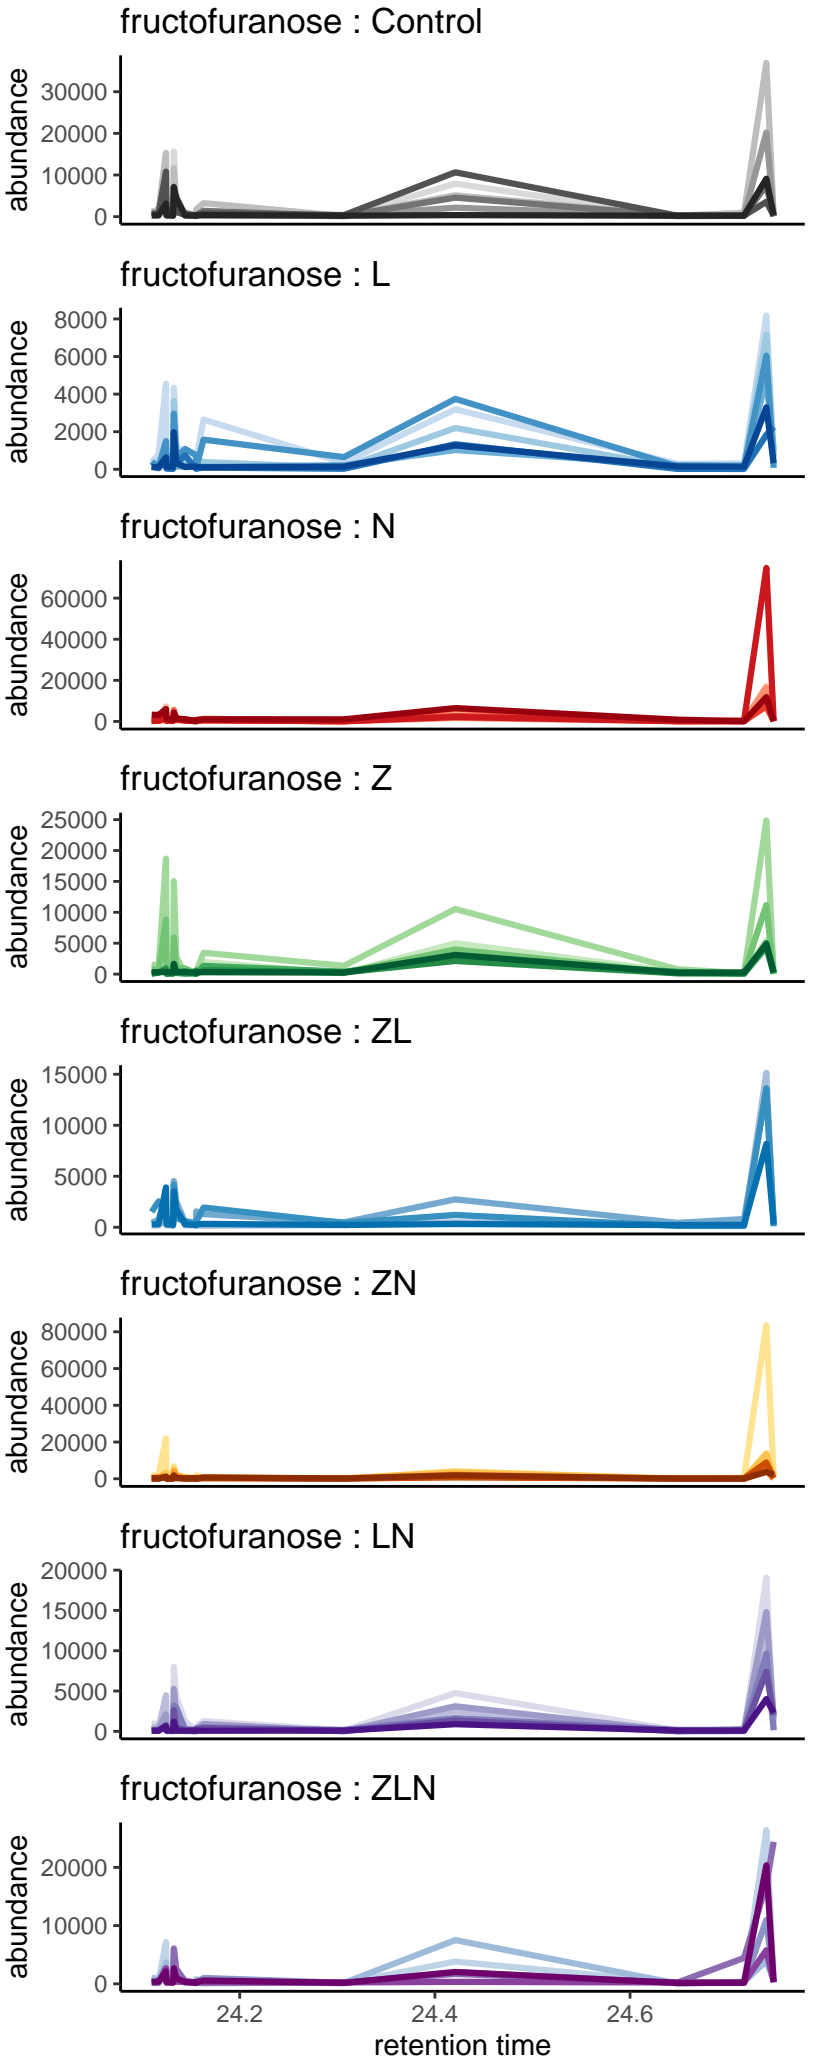 fructofuranose : Control
abundance
30000
20000
10000
0
fructofuranose : L
abundance
8000
6000
4000
2000
0
fructofuranose : N
abundance
60000
40000
20000
0
fructofuranose : Z
abundance
25000
20000
15000
10000
5000
0
fructofuranose : ZL
abundance
15000
10000
5000
0
fructofuranose : ZN
abundance
80000
60000
40000
20000
0
fructofuranose : LN
abundance
20000
15000
10000
5000
0
fructofuranose : ZLN
abundance
20000
10000
0
24.2 24.4 24.6
retention time